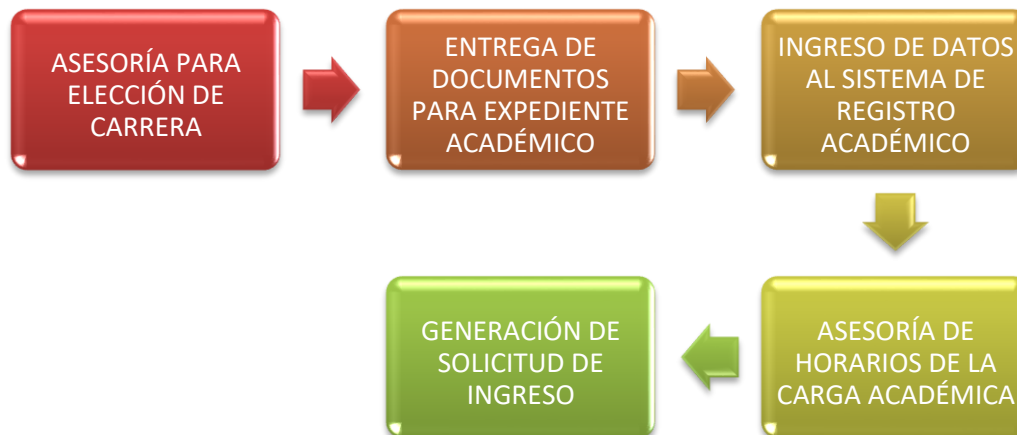 ASESORÍA PARA
ELECCIÓN DE
CARRERA
ENTREGA DE
DOCUMENTOS
PARA EXPEDIENTE
ACADÉMICO
INGRESO DE DATOS
AL SISTEMA DE
REGISTRO
ACADÉMICO
ASESORÍA DE
HORARIOS DE LA
CARGA ACADÉMICA
GENERACIÓN DE
SOLICITUD DE
INGRESO